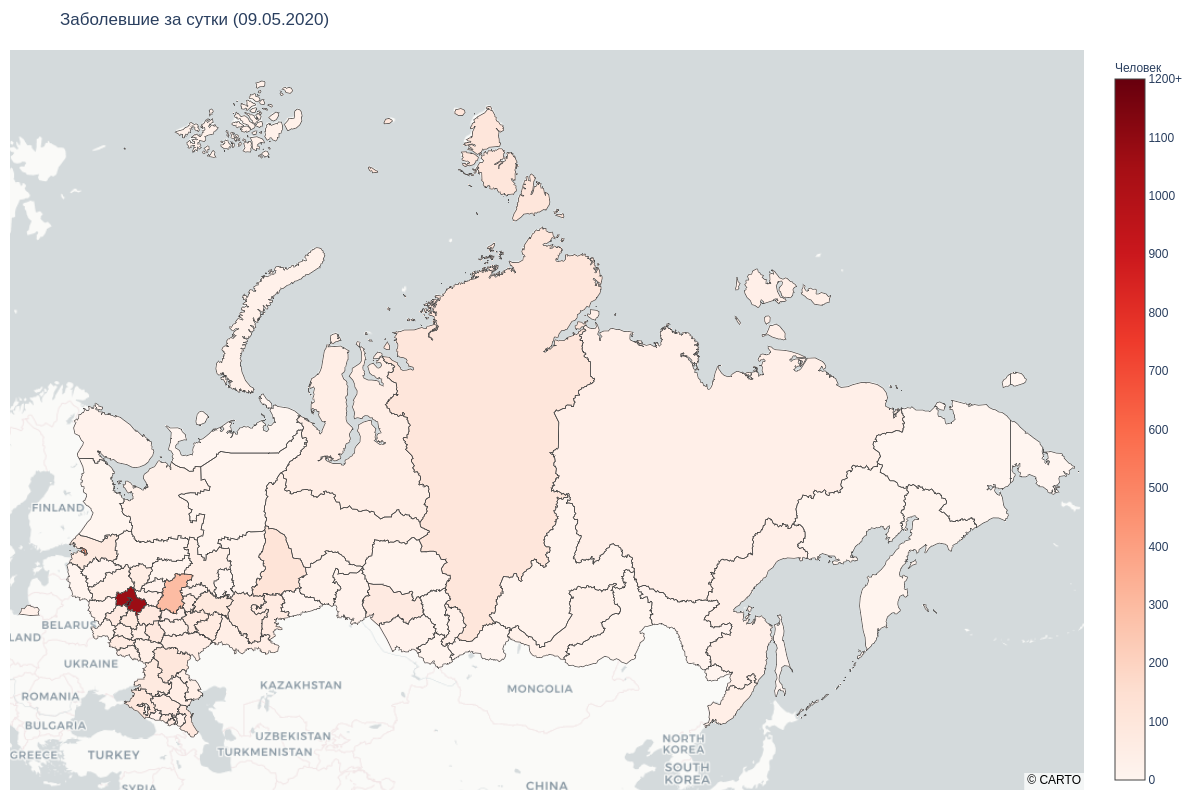 Заболевшие за сутки (09.05.2020)
Человек
1200+
1100
1000
900
800
700
600
500
400
300
200
100
0
FINLAND
BELARUS
LAND
UKRAINE
ROMANIA
BULGARIA
GREECE
TURKEY
SYRIA
KAZAKHSTAN
UZBEKISTAN
TURKMENISTAN
MONGOLIA
CHINA
NORTH
KOREA
SOUTH
KOREA
© CARTO